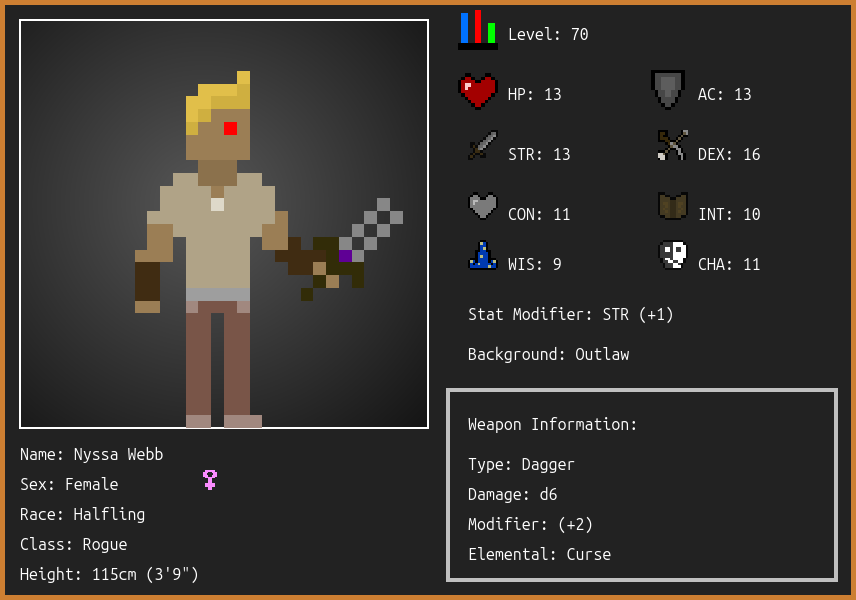 Level: 70
HP: 13
AC: 13
STR: 13
DEX: 16
CON: 11
INT: 10
WIS: 9
CHA: 11
Stat Modifier: STR (+1)
Background: Outlaw
Weapon Information:
Type: Dagger
Damage: d6
Modifier: (+2)
Elemental: Curse
Name: Nyssa Webb
Sex: Female
Race: Halfling
Class: Rogue
Height: 115cm (3'9")